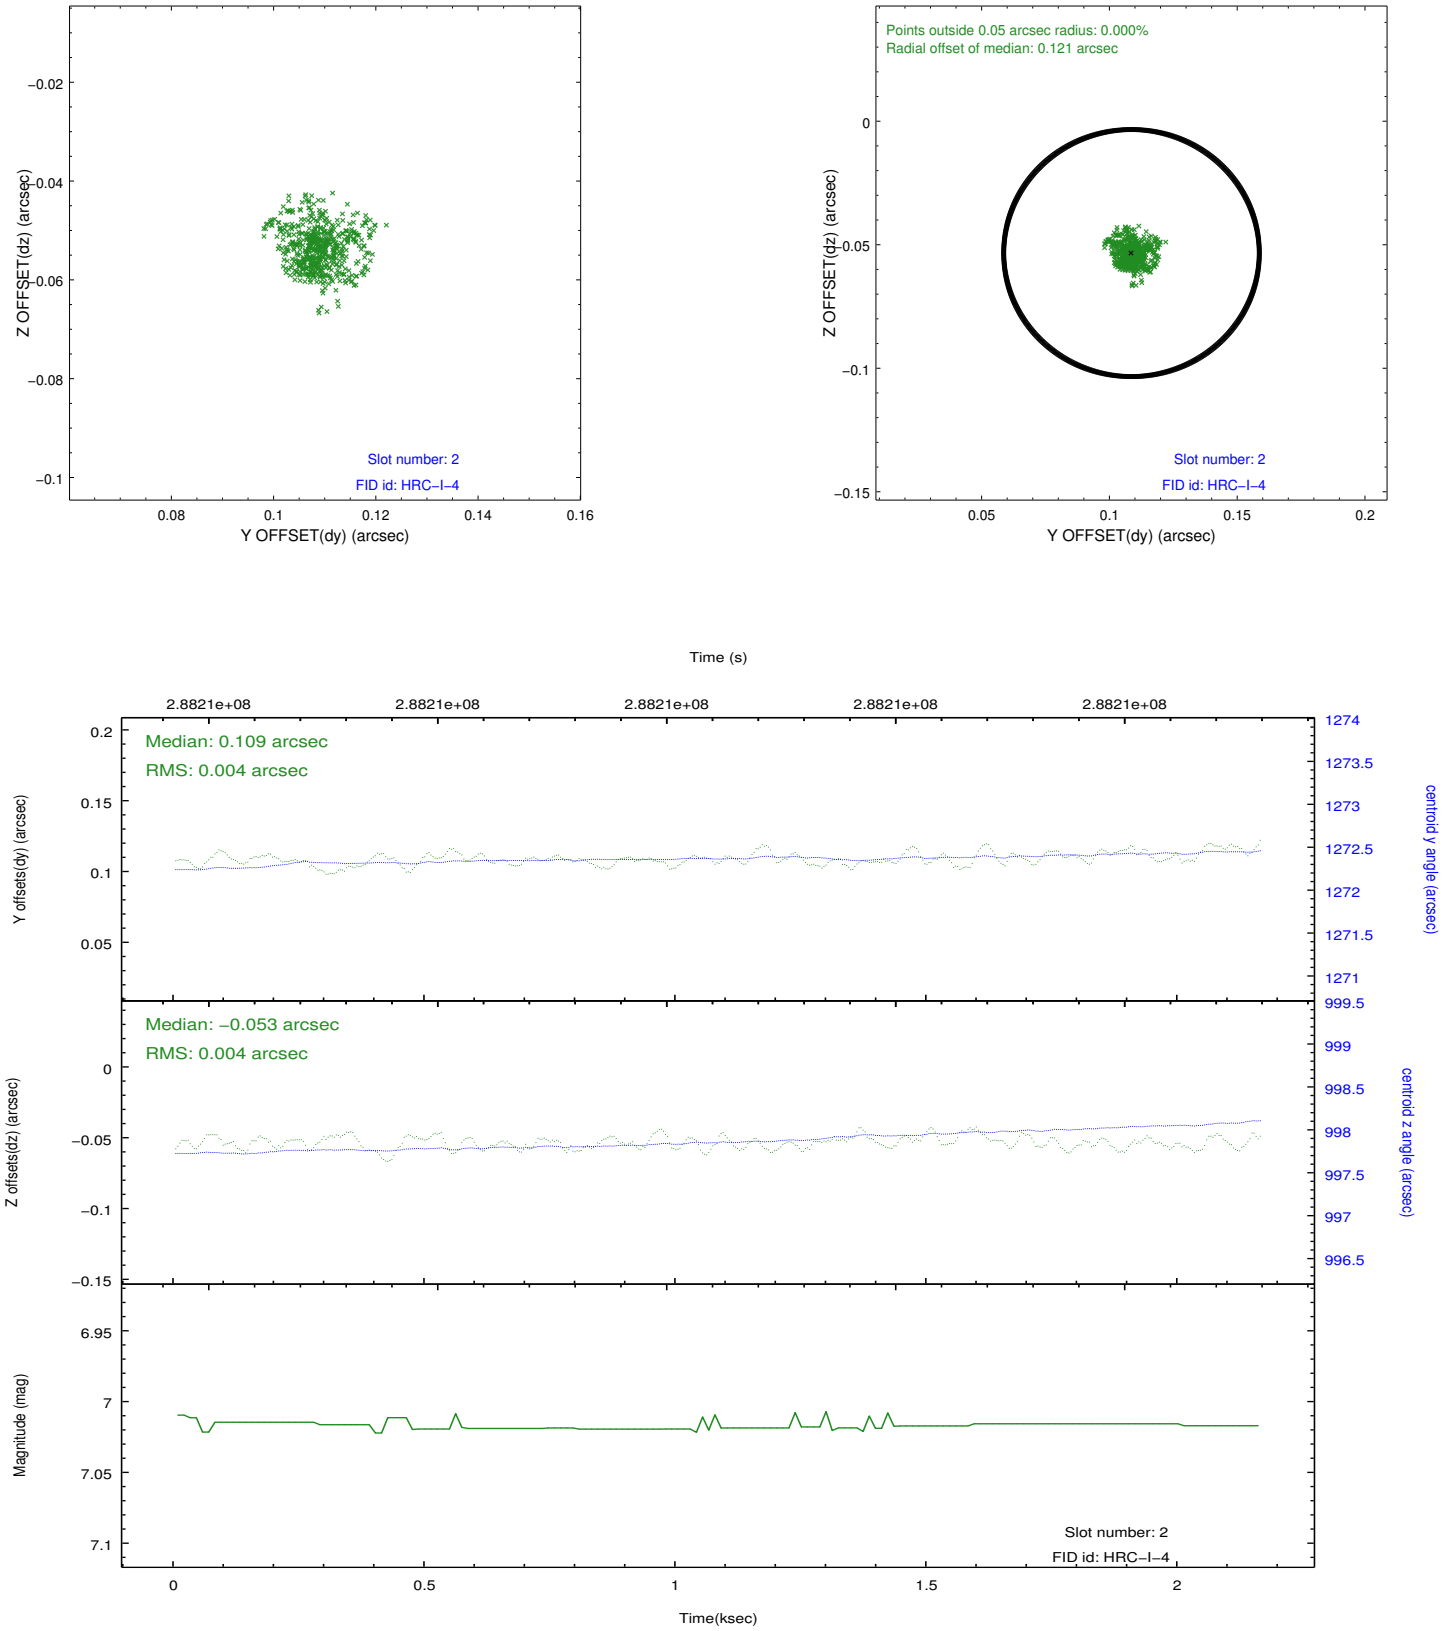 −0.02
−0.04
−0.06
−0.08
−0.1
Z OFFSET(dz) (arcsec)
Slot number: 2
FID id: HRC−I−4
0.08 0.1 0.12 0.14 0.16
Y OFFSET(dy) (arcsec)
Points outside 0.05 arcsec radius: 0.000%
Radial offset of median: 0.121 arcsec
0
−0.05
−0.1
−0.15
Z OFFSET(dz) (arcsec)
Slot number: 2
FID id: HRC−I−4
0.05 0.1 0.15 0.2
Y OFFSET(dy) (arcsec)
Time (s)
2.8821e+08 2.8821e+08 2.8821e+08 2.8821e+08 2.8821e+08
Median: 0.109 arcsec
RMS: 0.004 arcsec
0.2
0.15
0.1
0.05
Y offsets(dy) (arcsec)
1274
1273.5
1273
1272.5
1272
1271.5
1271
centroid y angle (arcsec)
Median: −0.053 arcsec
RMS: 0.004 arcsec
0
−0.05
−0.1
−0.15
Z offsets(dz) (arcsec)
999.5
999
998.5
998
997.5
997
996.5
centroid z angle (arcsec)
6.95
7
7.05
7.1
Magnitude (mag)
Slot number: 2
FID id: HRC−I−4
0 0.5 1 1.5 2
Time(ksec)